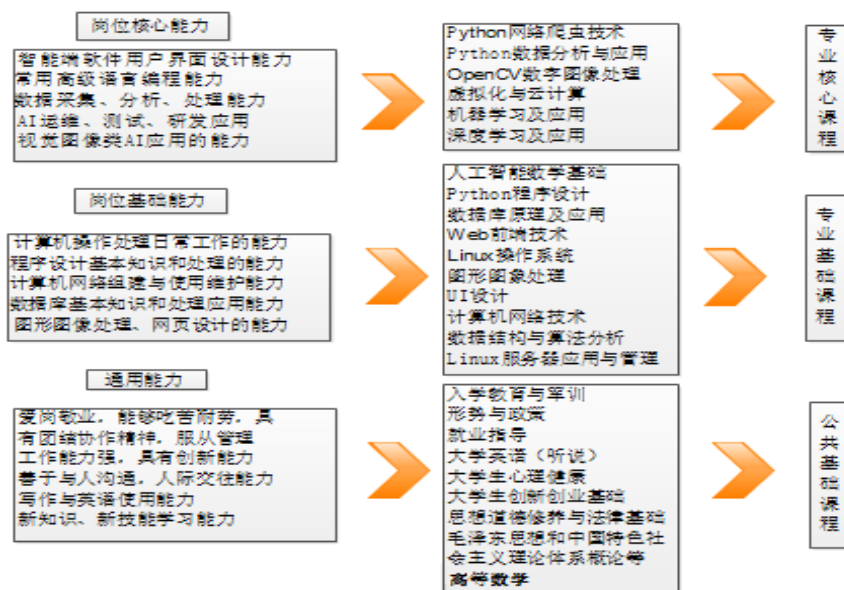 岗位核心能力
智能端软件用户界面设计能力
常用高级语言编程能力
数据采集、分析、处理能力
AI运维、测试、研发应用
视觉图像类AI应用的能力
Python网络爬虫技术
Python数据分析与应用
OpenCV数字图像处理
虚拟化与云计算
机器学习及应用
深度学习及应用
专业核心课程
岗位基础能力
计算机操作处理日常工作的能力
程序设计基本知识和处理的能力
计算机网络组建与使用维护能力
数据库基本知识和处理应用能力
图形图像处理、网页设计的能力
人工智能数学基础
Python程序设计
数据库原理及应用
Web前端技术
Linux操作系统
图形图象处理
UI设计
计算机网络技术
数据结构与算法分析
Linux服务器应用与管理
专业基础课程
通用能力
爱岗敬业，能够吃苦耐劳，具
有团结协作精神，服从管理
工作能力强，具有创新能力
善于与人沟通，人际交往能力
写作与英语使用能力
新知识、新技能学习能力
入学教育与军训
形势与政策
就业指导
大学英语（听说）
大学生心理健康
大学生创新创业基础
思想道德修养与法律基础
毛泽东思想和中国特色社
会主义理论体系概论等
高等数学
公共基础课程